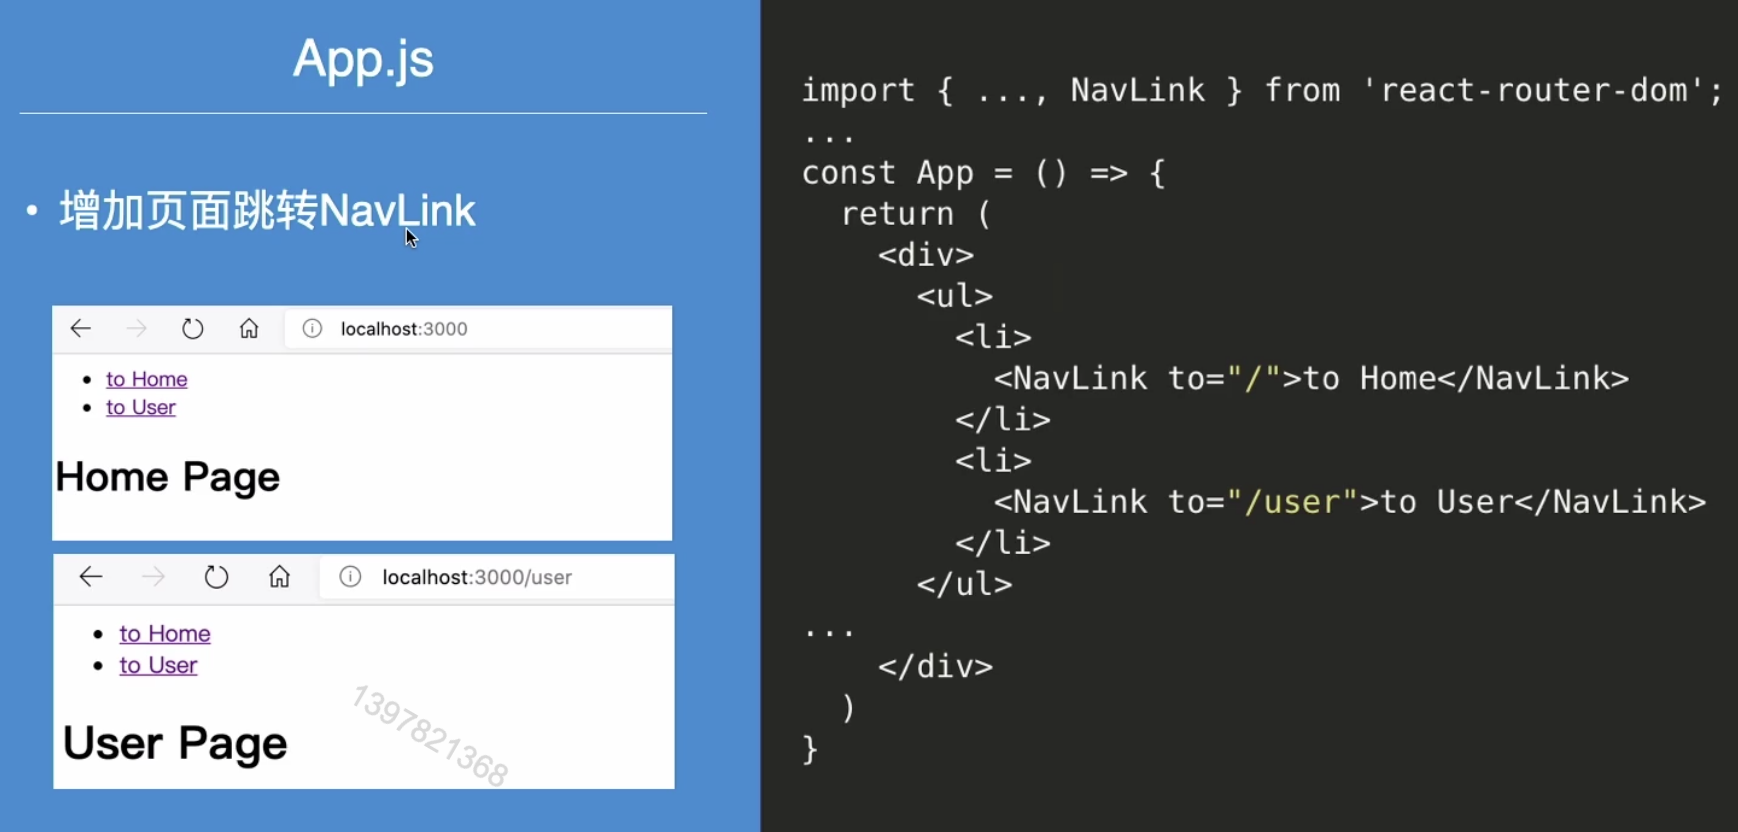 App.js
• 增加页面跳转NavLink
localhost:3000
• to Home
• to User
Home Page
localhost:3000/user
• to Home
• to User
User Page
1397821368
import { ..., NavLink } from 'react-router-dom';
...
const App = () => {
  return (
    <div>
      <ul>
        <li>
          <NavLink to="/">to Home</NavLink>
        </li>
        <li>
          <NavLink to="/user">to User</NavLink>
        </li>
      </ul>
...
    </div>
  )
}